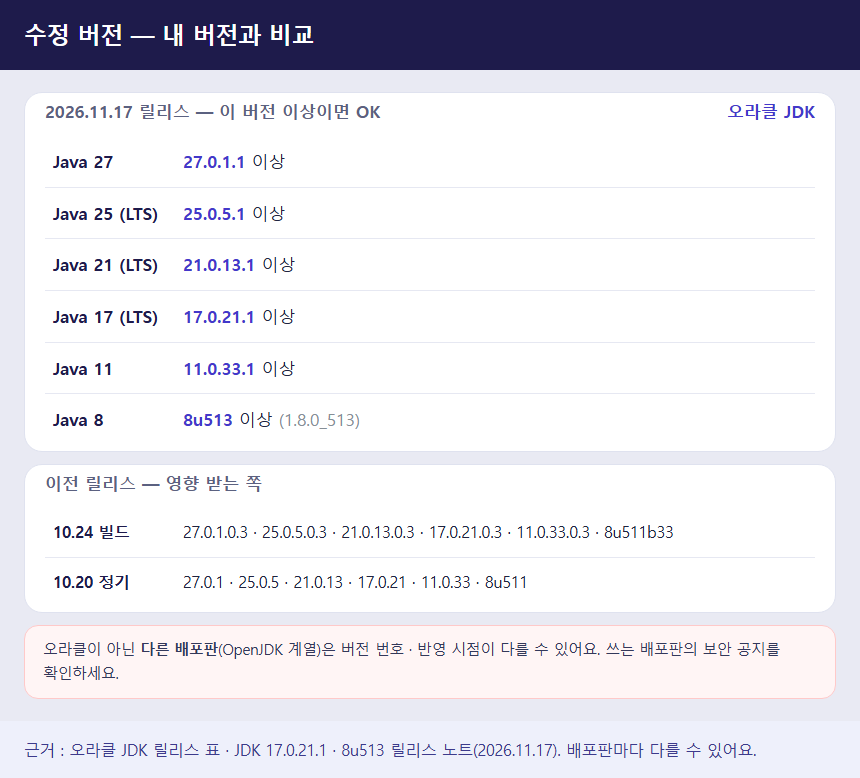 수정 버전 — 내 버전과 비교
2026.11.17 릴리스 — 이 버전 이상이면 OK 오라클 JDK
Java 27 27.0.1.1 이상
Java 25 (LTS) 25.0.5.1 이상
Java 21 (LTS) 21.0.13.1 이상
Java 17 (LTS) 17.0.21.1 이상
Java 11 11.0.33.1 이상
Java 8 8u513 이상 (1.8.0_513)
이전 릴리스 — 영향 받는 쪽
10.24 빌드 27.0.1.0.3 · 25.0.5.0.3 · 21.0.13.0.3 · 17.0.21.0.3 · 11.0.33.0.3 · 8u511b33
10.20 정기 27.0.1 · 25.0.5 · 21.0.13 · 17.0.21 · 11.0.33 · 8u511
오라클이 아닌 다른 배포판(OpenJDK 계열)은 버전 번호 · 반영 시점이 다를 수 있어요. 쓰는 배포판의 보안 공지를
확인하세요.
근거 : 오라클 JDK 릴리스 표 · JDK 17.0.21.1 · 8u513 릴리스 노트(2026.11.17). 배포판마다 다를 수 있어요.